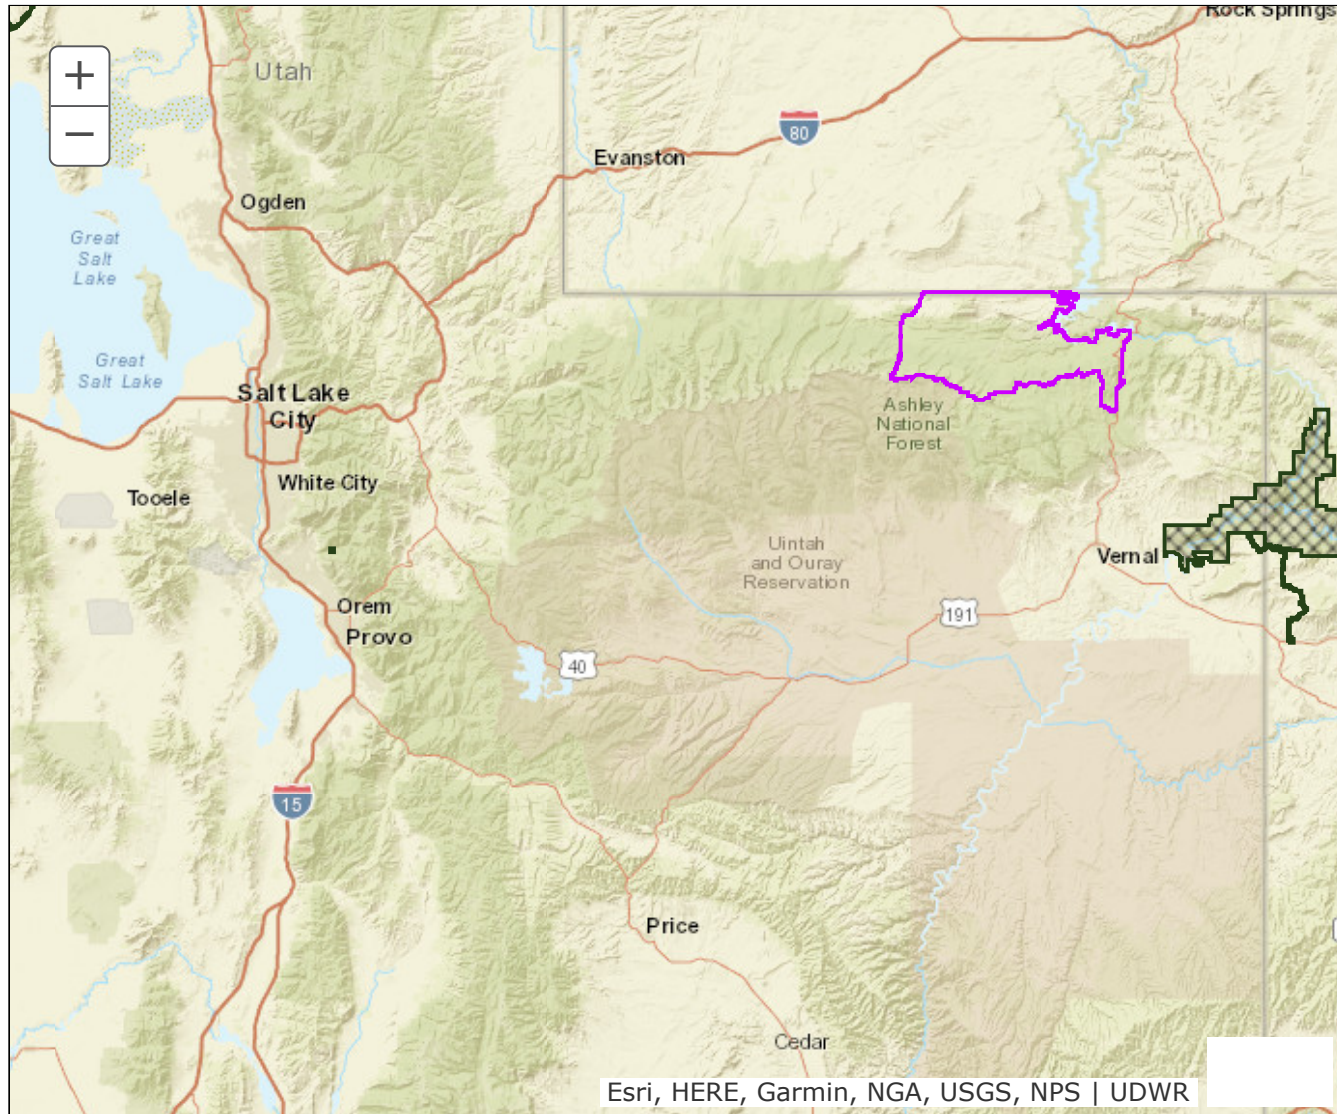 Rock Springs
+
Utah
−
80
Evanston
Ogden
Great
Salt
Lake
Great
Salt Lake
Salt Lake
City
Ashley
National
Forest
White City
Tooele
Uintah
and Ouray
Reservation
Vernal
Orem
191
Provo
40
15
Price
Cedar
Esri, HERE, Garmin, NGA, USGS, NPS | UDWR